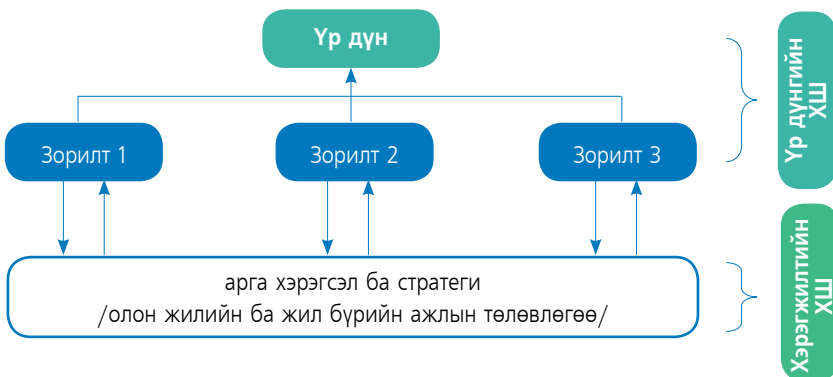 Үр дүн
Зорилт 1
Зорилт 2
Зорилт 3
арга хэрэгсэл ба стратеги
/олон жилийн ба жил бүрийн ажлын төлөвлөгөө/
Үр дүнгийн
ХШ
Хэрэгжилтийн
ХШ